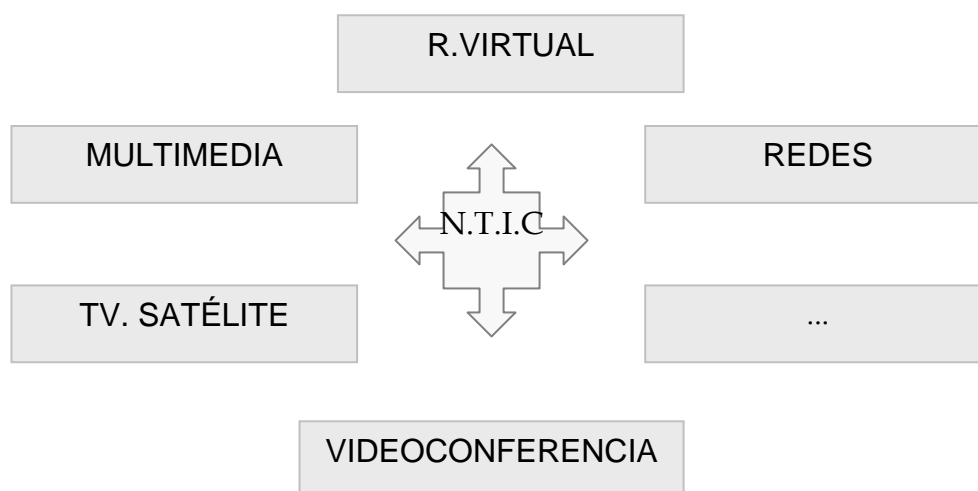 R.VIRTUAL
MULTIMEDIA
REDES
N.T.I.C
TV. SATÉLITE
...
VIDEOCONFERENCIA